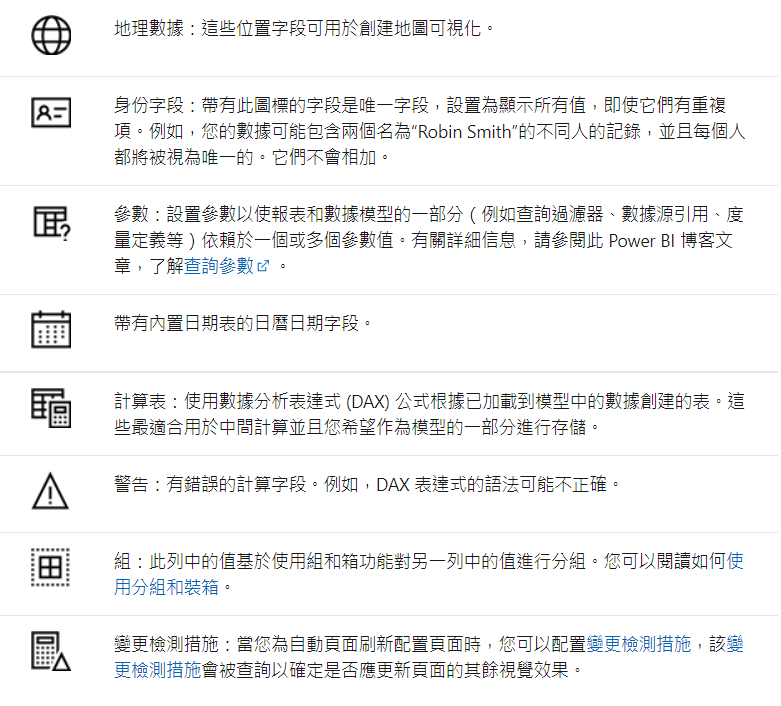 地理數據：這些位置字段可用於創建地圖可視化。
身份字段：帶有此圖標的字段是唯一字段，設置為顯示所有值，即使它們有重複
項。例如，您的數據可能包含兩個名為“Robin Smith”的不同人的記錄，並且每個人
都將被視為唯一的。它們不會相加。
參數：設置參數以使報表和數據模型的一部分（例如查詢過濾器、數據源引用、度
量定義等）依賴於一個或多個參數值。有關詳細信息，請參閱此 Power BI 博客文
章，了解查詢參數 。
帶有內置日期表的日曆日期字段。
計算表：使用數據分析表達式 (DAX) 公式根據已加載到模型中的數據創建的表。這
些最適合用於中間計算並且您希望作為模型的一部分進行存儲。
警告：有錯誤的計算字段。例如，DAX 表達式的語法可能不正確。
組：此列中的值基於使用組和箱功能對另一列中的值進行分組。您可以閱讀如何使
用分組和裝箱。
變更檢測措施：當您為自動頁面刷新配置頁面時，您可以配置變更檢測措施，該變
更檢測措施會被查詢以確定是否應更新頁面的其餘視覺效果。